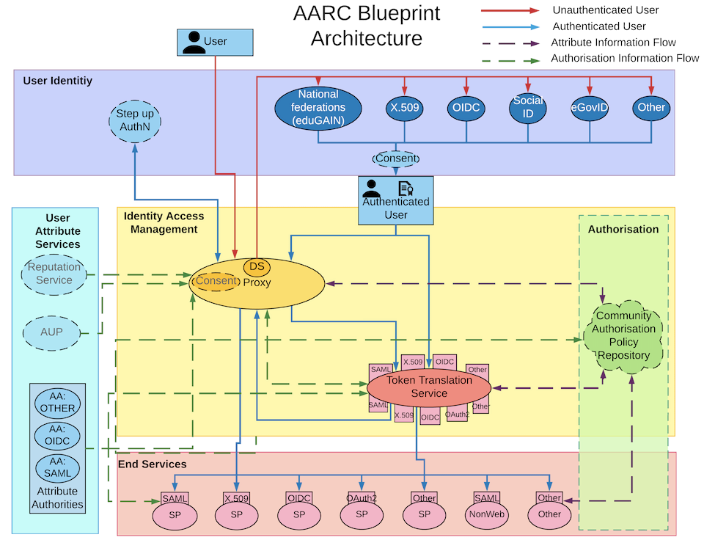 AARC Blueprint
Architecture
Unauthenticated User
Authenticated User
Attribute Information Flow
Authorisation Information Flow
User
User Identitiy
Step up
AuthN
National
federations
(eduGAIN)
X.509
OIDC
Social
ID
eGovID
Other
Consent
Authenticated
User
User
Attribute
Services
Reputation
Service
AUP
AA:
OTHER
AA:
OIDC
AA:
SAML
Attribute
Authorities
Identity Access
Management
DS
Consent
Proxy
Authorisation
Community
Authorisation
Policy
Repository
SAML
X.509
OIDC
Other
Token Translation
Service
SAML
X.509
OIDC
OAuth2
Other
End Services
SAML
SP
X.509
SP
OIDC
SP
OAuth2
SP
Other
SP
SAML
NonWeb
Other
Other